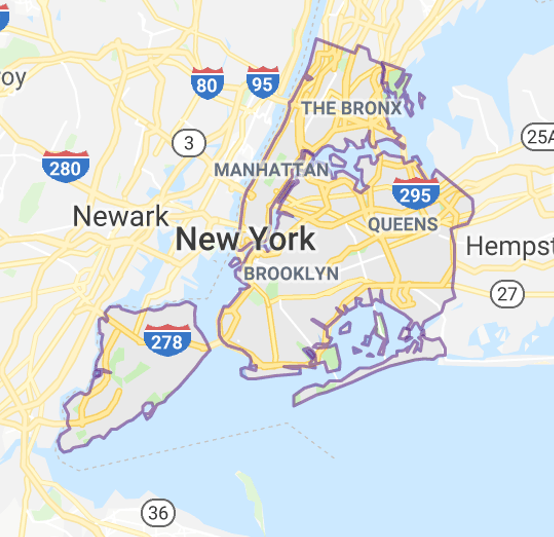 80
95
oy
THE BRONX
3
25A
280
MANHATTAN
295
Newark
QUEENS
New York
Hempst
BROOKLYN
27
278
36